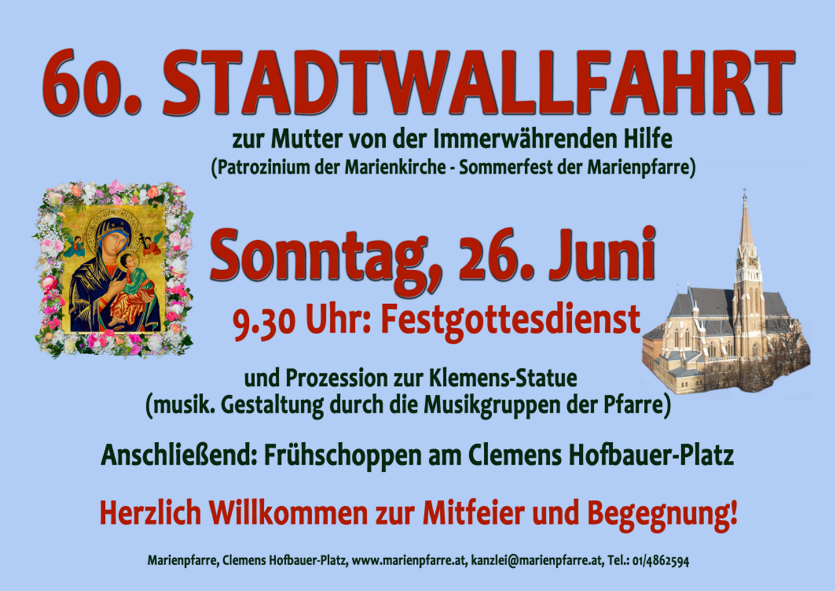 60. STADTWALLFAHRT
zur Mutter von der Immerwährenden Hilfe
(Patrozinium der Marienkirche - Sommerfest der Marienpfarre)
Sonntag, 26. Juni
9.30 Uhr: Festgottesdienst
und Prozession zur Klemens-Statue
(musik. Gestaltung durch die Musikgruppen der Pfarre)
Anschließend: Frühschoppen am Clemens Hofbauer-Platz
Herzlich Willkommen zur Mitfeier und Begegnung!
Marienpfarre, Clemens Hofbauer-Platz, www.marienpfarre.at, kanzlei@marienpfarre.at, Tel.: 01/4862594